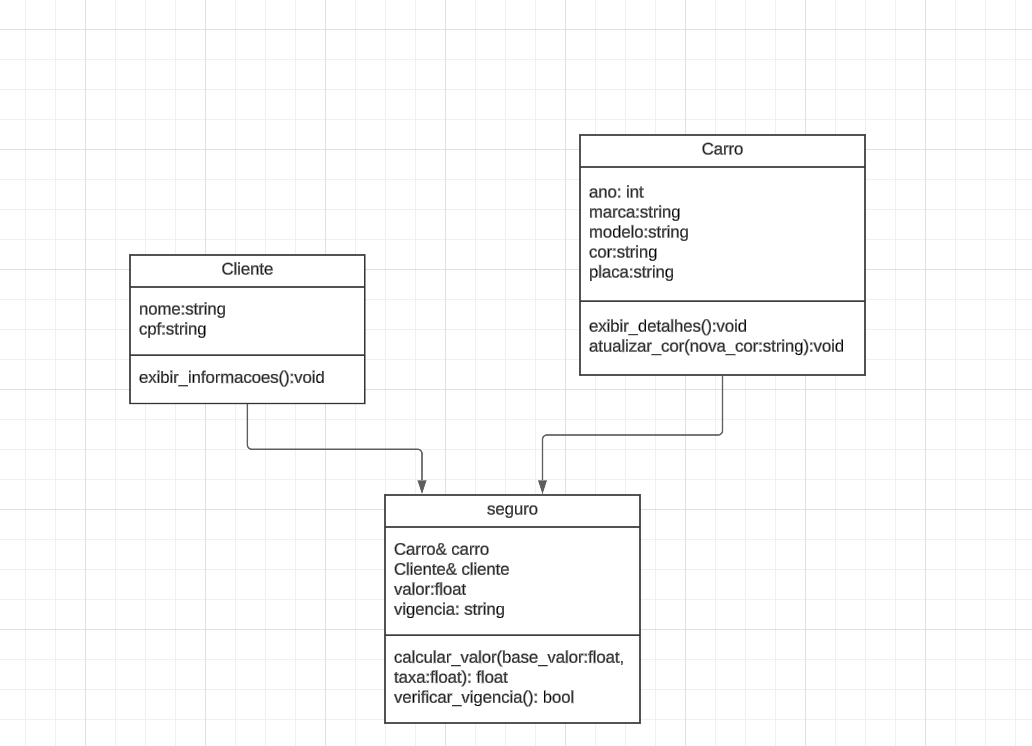 Carro
ano: int
marca:string
modelo:string
cor:string
placa:string
exibir_detalhes():void
atualizar_cor(nova_cor:string):void
Cliente
nome:string
cpf:string
exibir_informacoes():void
seguro
Carro& carro
Cliente& cliente
valor:float
vigencia: string
calcular_valor(base_valor:float,
taxa:float): float
verificar_vigencia(): bool